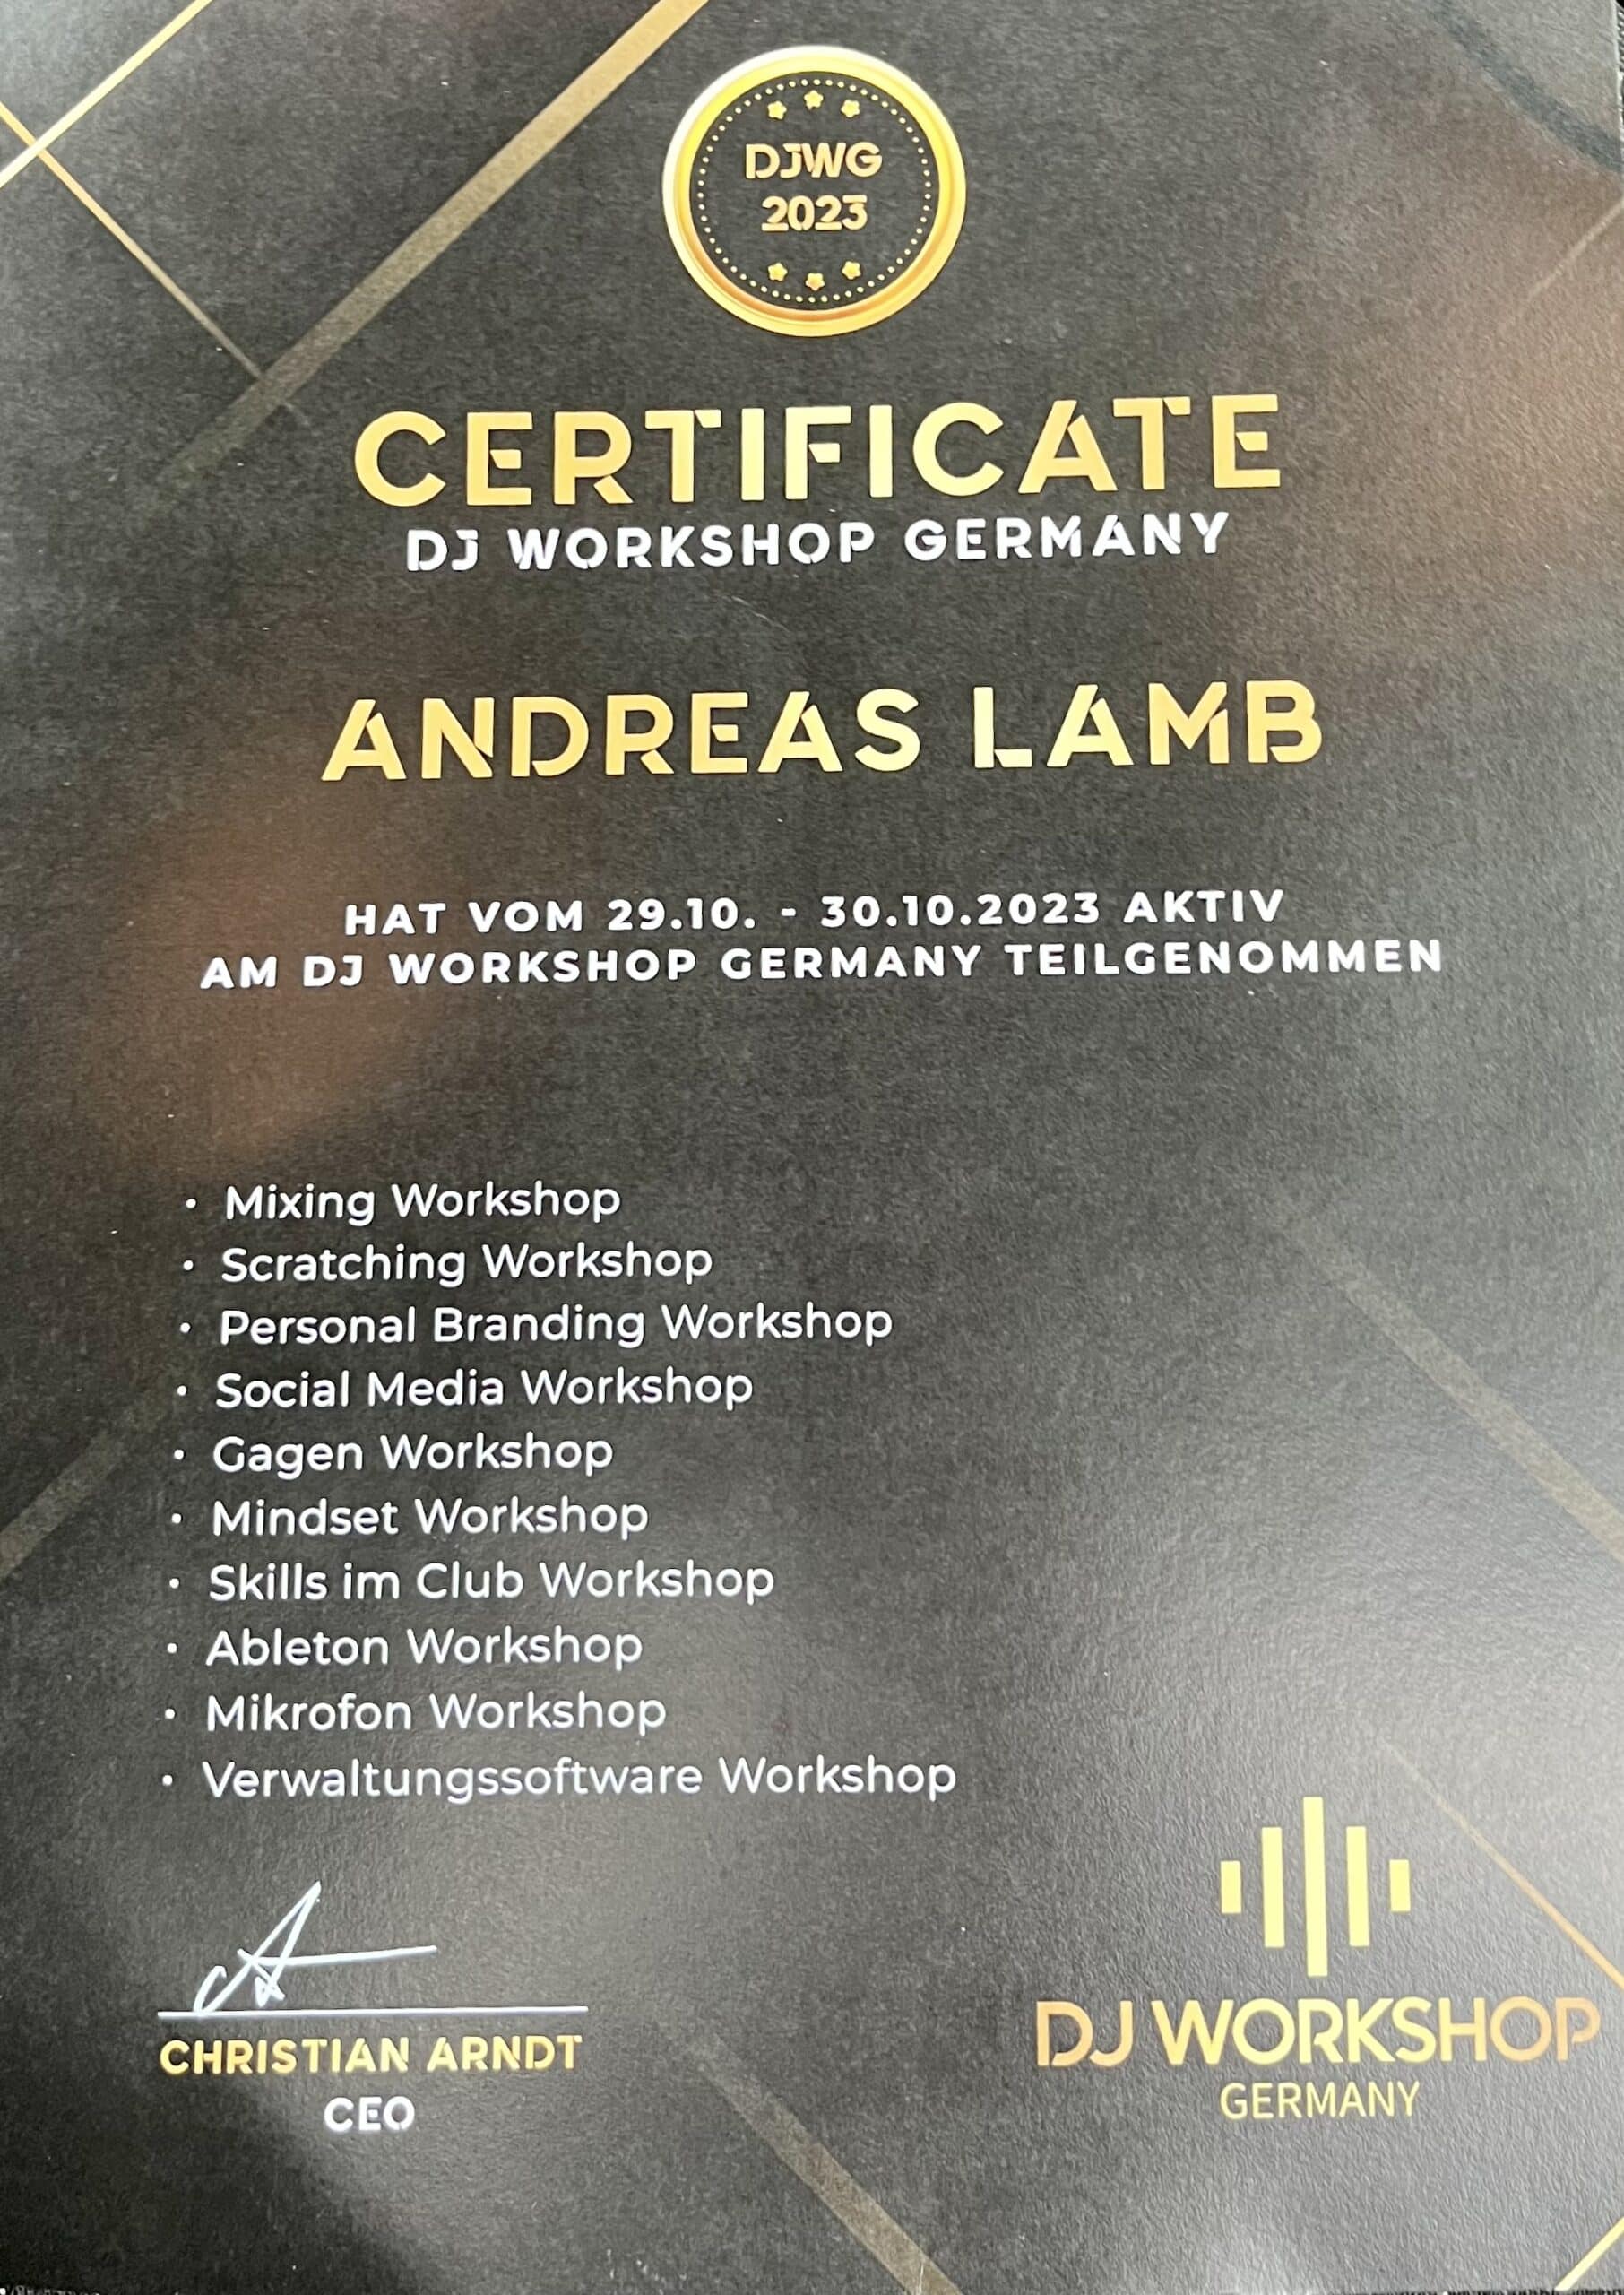 DJWG
2023
CERTIFICATE
DJ WORKSHOP GERMANY
ANDREAS LAMB
HAT VOM 29.10. - 30.10.2023 AKTIV
AM DJ WORKSHOP GERMANY TEILGENOMMEN
• Mixing Workshop
• Scratching Workshop
• Personal Branding Workshop
• Social Media Workshop
• Gagen Workshop
• Mindset Workshop
• Skills im Club Workshop
• Ableton Workshop
• Mikrofon Workshop
• Verwaltungssoftware Workshop
CHRISTIAN ARNDT
CEO
DJ WORKSHOP
GERMANY